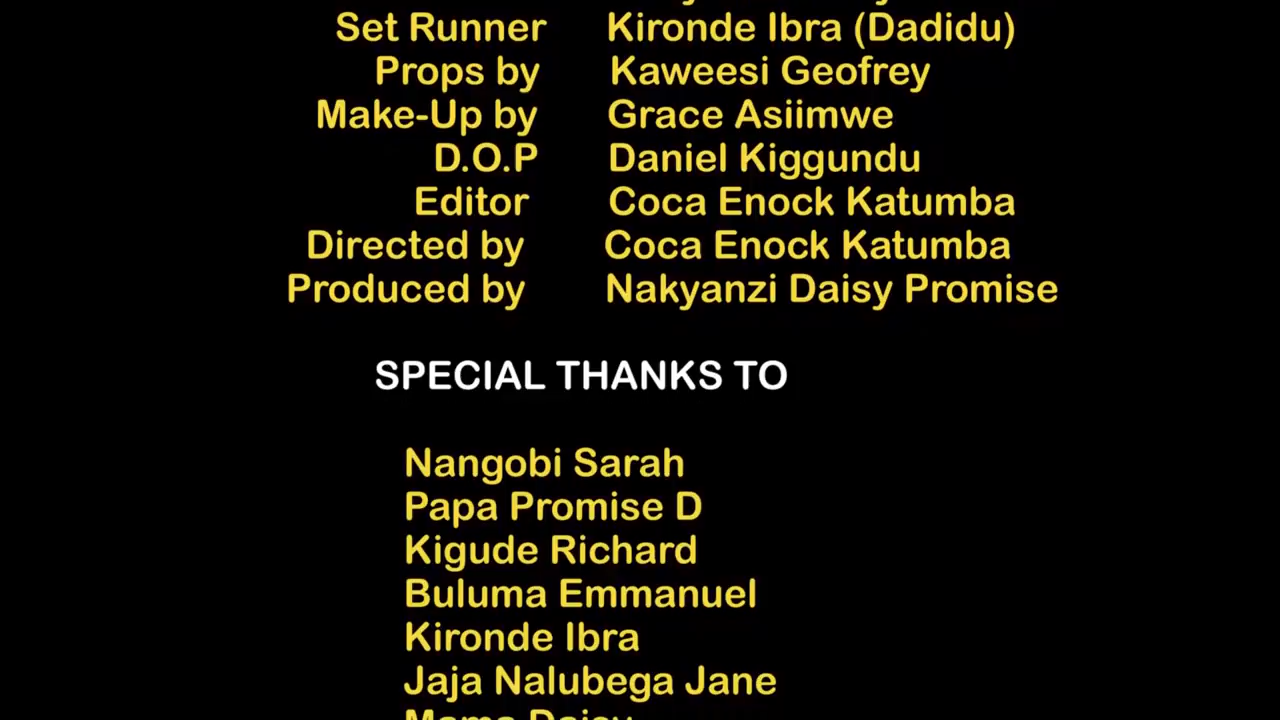 Set Runner Kironde Ibra (Dadidu)
Props by Kaweesi Geofrey
Make-Up by Grace Asiimwe
D.O.P Daniel Kiggundu
Editor Coca Enock Katumba
Directed by Coca Enock Katumba
Produced by Nakyanzi Daisy Promise
SPECIAL THANKS TO
Nangobi Sarah
Papa Promise D
Kigude Richard
Buluma Emmanuel
Kironde Ibra
Jaja Nalubega Jane
Mama Daisy